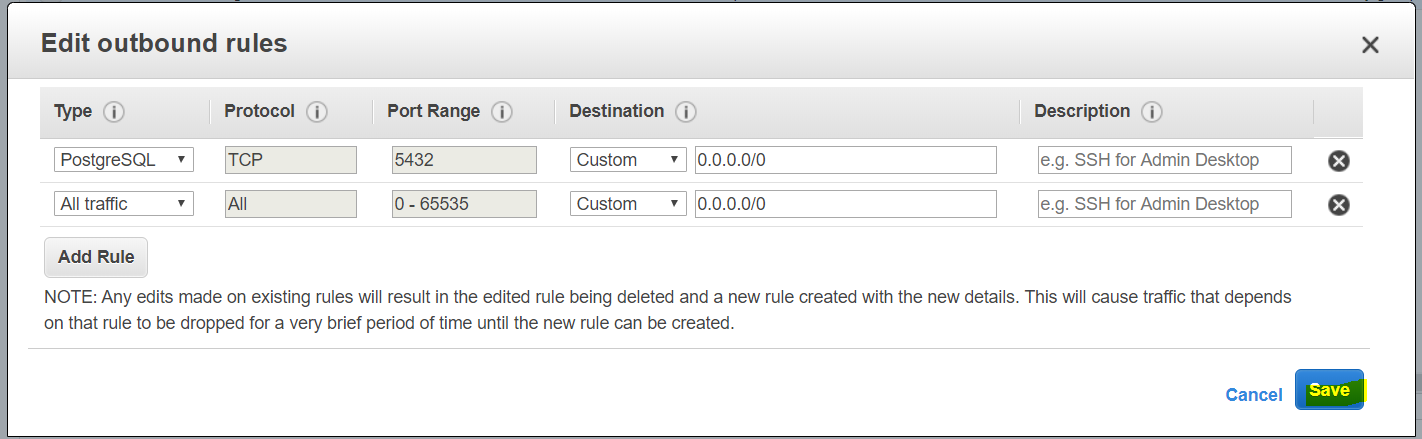 Edit outbound rules
Type Protocol Port Range Destination Description
PostgreSQL TCP 5432 Custom 0.0.0.0/0 e.g. SSH for Admin Desktop
All traffic All 0 - 65535 Custom 0.0.0.0/0 e.g. SSH for Admin Desktop
Add Rule
NOTE: Any edits made on existing rules will result in the edited rule being deleted and a new rule created with the new details. This will cause traffic that depends
on that rule to be dropped for a very brief period of time until the new rule can be created.
Cancel Save